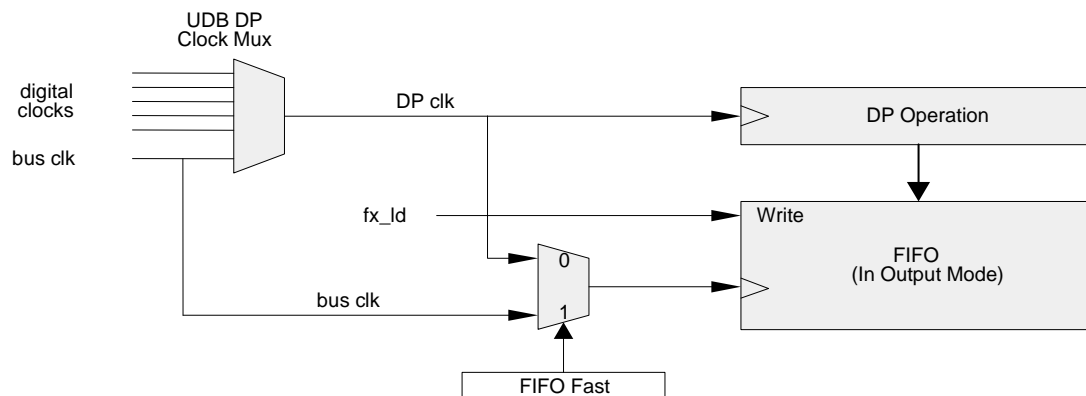 UDB DP
Clock Mux
digital
clocks
DP clk
DP Operation
bus clk
fx_ld
Write
FIFO
(In Output Mode)
0
bus clk
1
FIFO Fast